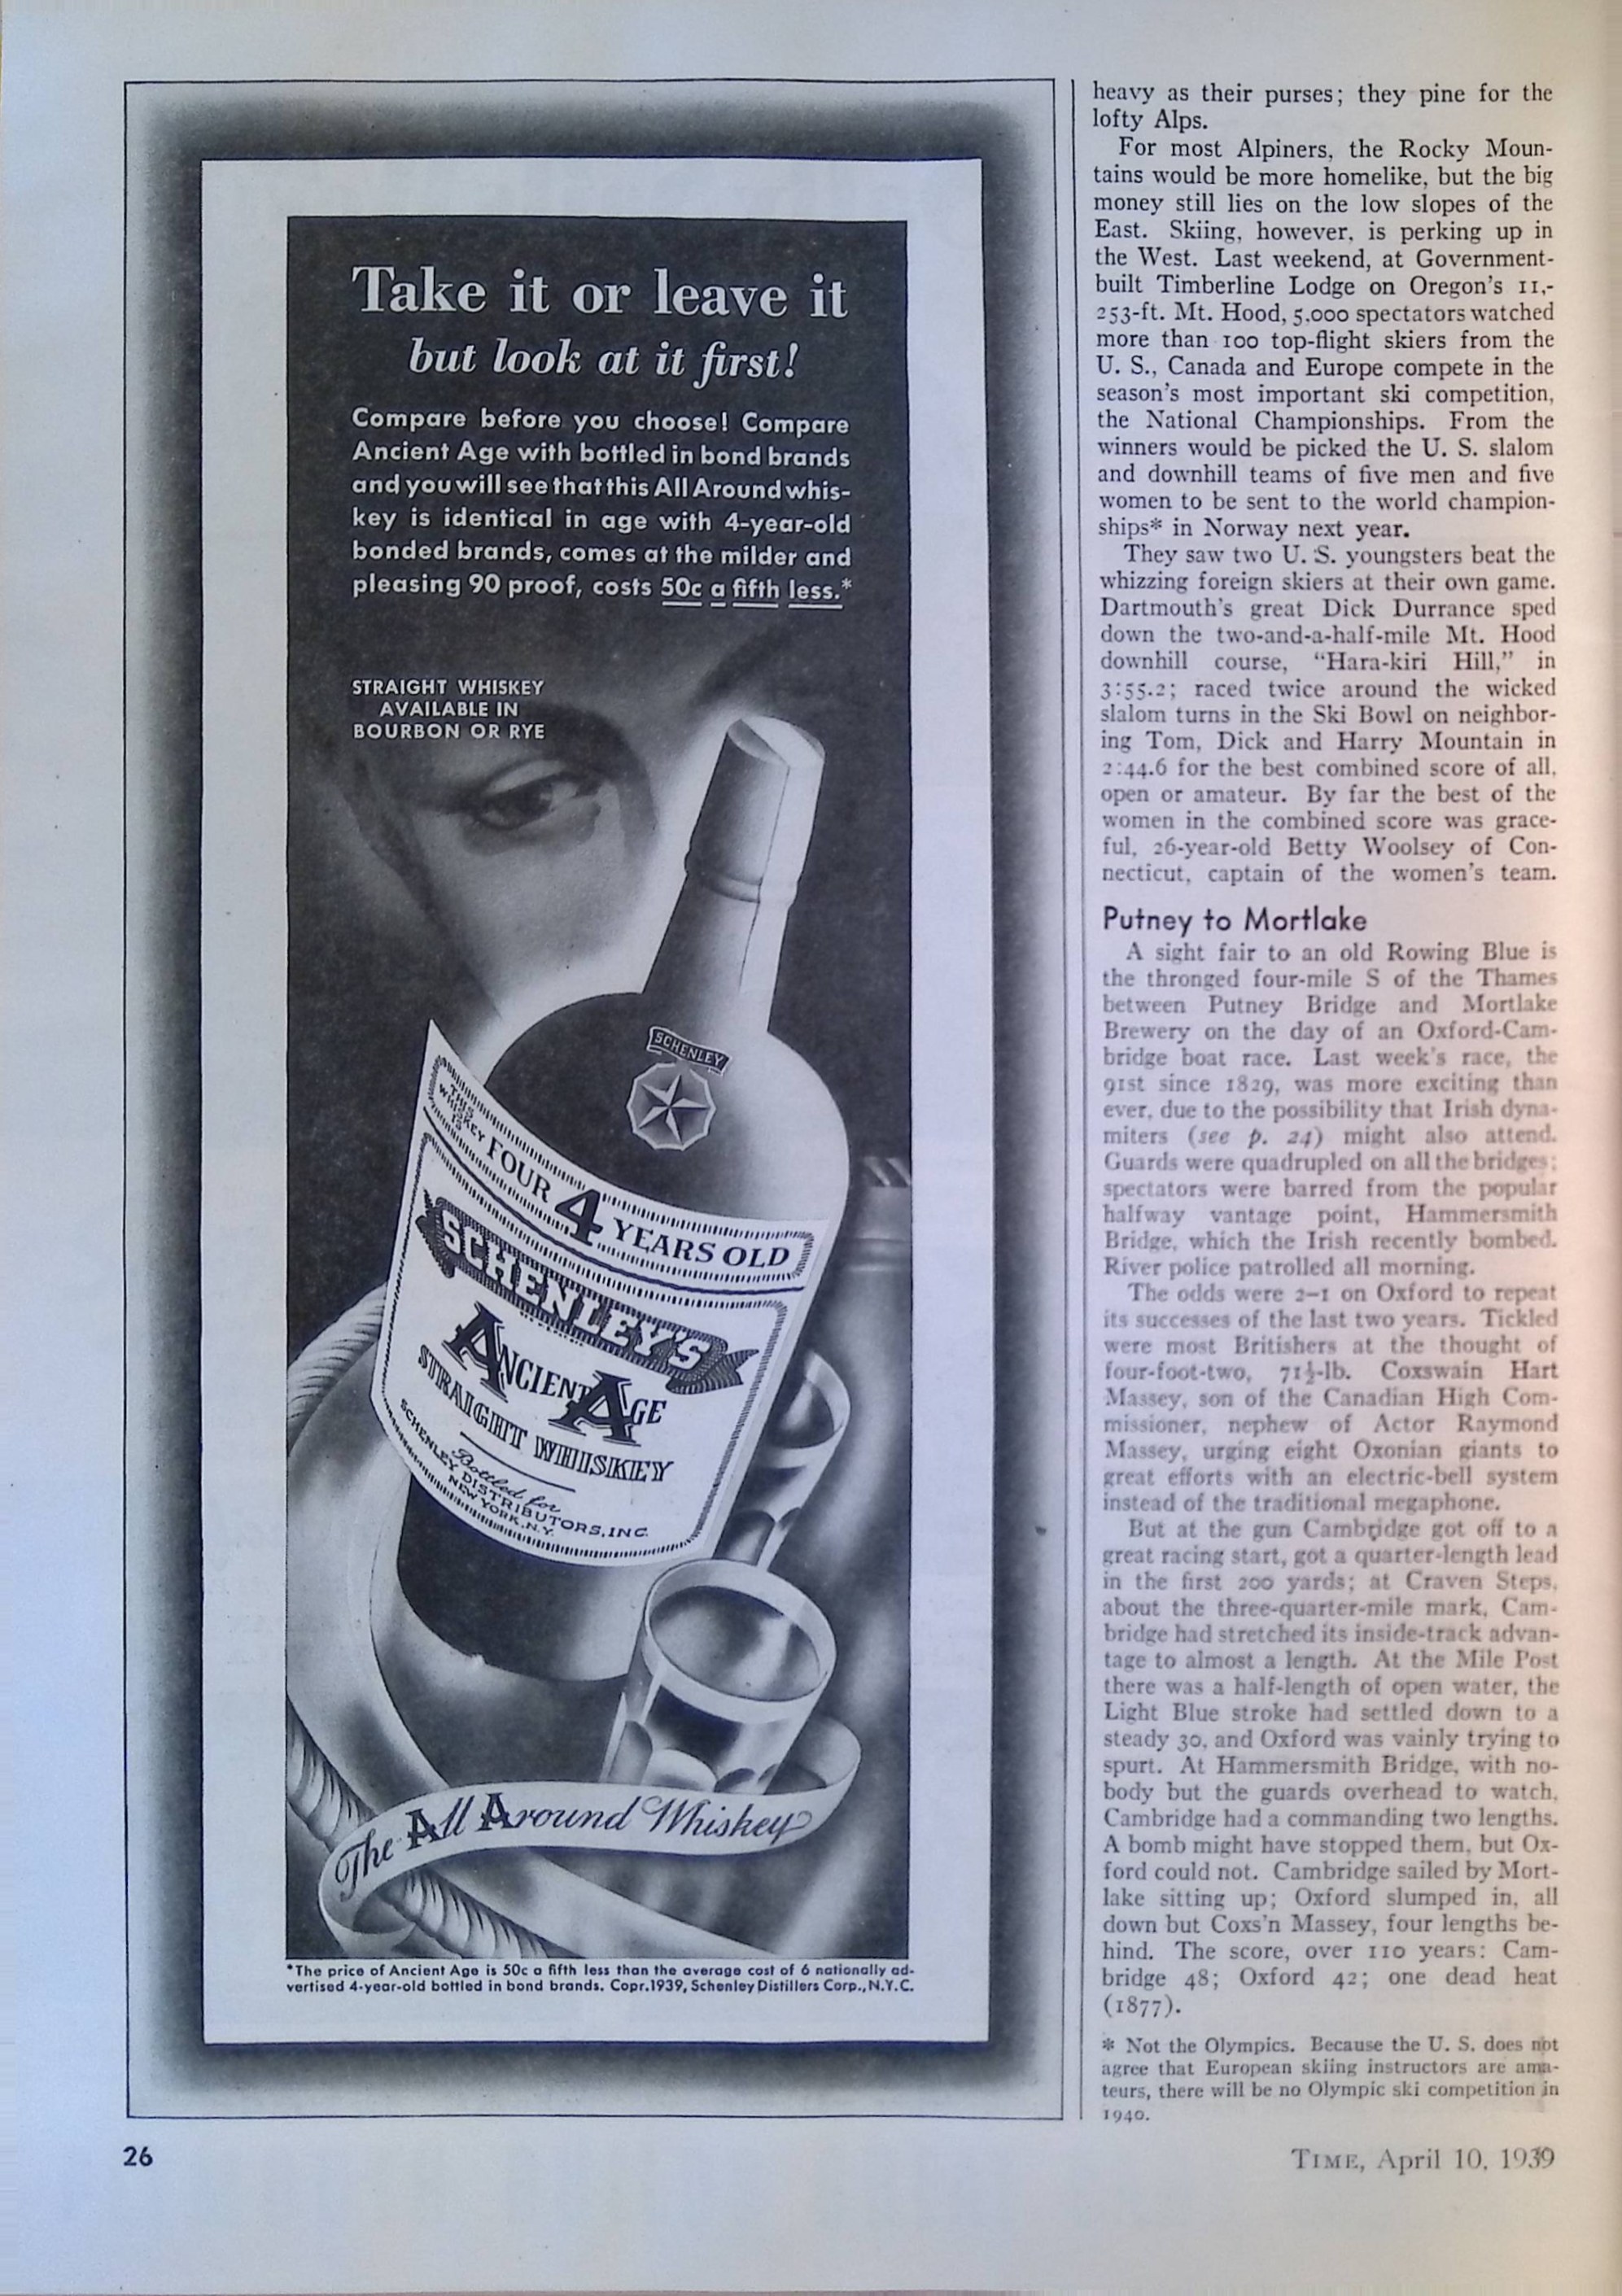 Take it or leave it
but look at it first!
Compare before you choose! Compare
Ancient Age with bottled in bond brands
and you will see that this All Around whis-
key is identical in age with 4-year-old
bonded brands, comes at the milder and
pleasing 90 proof, costs 50c a fifth less.*
STRAIGHT WHISKEY
AVAILABLE IN
BOURBON OR RYE
SCHENLEY
THIS
WHISKEY
IS
FOUR 4 YEARS OLD
SCHENLEY'S
ANCIENT AGE
STRAIGHT WHISKEY
Bottled for
SCHENLEY DISTRIBUTORS, INC.
NEW YORK, N.Y.
The All Around Whiskey
*The price of Ancient Age is 50c a fifth less than the average cost of 6 nationally ad-
vertised 4-year-old bottled in bond brands. Copr. 1939, Schenley Distillers Corp., N.Y.C.
heavy as their purses; they pine for the
lofty Alps.
For most Alpiners, the Rocky Moun-
tains would be more homelike, but the big
money still lies on the low slopes of the
East. Skiing, however, is perking up in
the West. Last weekend, at Government-
built Timberline Lodge on Oregon's 11,-
253-ft. Mt. Hood, 5,000 spectators watched
more than 100 top-flight skiers from the
U. S., Canada and Europe compete in the
season's most important ski competition,
the National Championships. From the
winners would be picked the U. S. slalom
and downhill teams of five men and five
women to be sent to the world champion-
ships* in Norway next year.
They saw two U. S. youngsters beat the
whizzing foreign skiers at their own game.
Dartmouth's great Dick Durrance sped
down the two-and-a-half-mile Mt. Hood
downhill course, "Hara-kiri Hill," in
3:55.2; raced twice around the wicked
slalom turns in the Ski Bowl on neighbor-
ing Tom, Dick and Harry Mountain in
2:44.6 for the best combined score of all,
open or amateur. By far the best of the
women in the combined score was grace-
ful, 26-year-old Betty Woolsey of Con-
necticut, captain of the women's team.
Putney to Mortlake
A sight fair to an old Rowing Blue is
the thronged four-mile S of the Thames
between Putney Bridge and Mortlake
Brewery on the day of an Oxford-Cam-
bridge boat race. Last week's race, the
91st since 1829, was more exciting than
ever, due to the possibility that Irish dyna-
miters (see p. 24) might also attend.
Guards were quadrupled on all the bridges;
spectators were barred from the popular
halfway vantage point, Hammersmith
Bridge, which the Irish recently bombed.
River police patrolled all morning.
The odds were 2–1 on Oxford to repeat
its successes of the last two years. Tickled
were most Britishers at the thought of
four-foot-two, 71½-lb. Coxswain Hart
Massey, son of the Canadian High Com-
missioner, nephew of Actor Raymond
Massey, urging eight Oxonian giants to
great efforts with an electric-bell system
instead of the traditional megaphone.
But at the gun Cambridge got off to a
great racing start, got a quarter-length lead
in the first 200 yards; at Craven Steps,
about the three-quarter-mile mark, Cam-
bridge had stretched its inside-track advan-
tage to almost a length. At the Mile Post
there was a half-length of open water, the
Light Blue stroke had settled down to a
steady 30, and Oxford was vainly trying to
spurt. At Hammersmith Bridge, with no-
body but the guards overhead to watch,
Cambridge had a commanding two lengths.
A bomb might have stopped them, but Ox-
ford could not. Cambridge sailed by Mort-
lake sitting up; Oxford slumped in, all
down but Coxs'n Massey, four lengths be-
hind. The score, over 110 years: Cam-
bridge 48; Oxford 42; one dead heat
(1877).
* Not the Olympics. Because the U. S. does not
agree that European skiing instructors are ama-
teurs, there will be no Olympic ski competition in
1940.
26
TIME, April 10, 1939